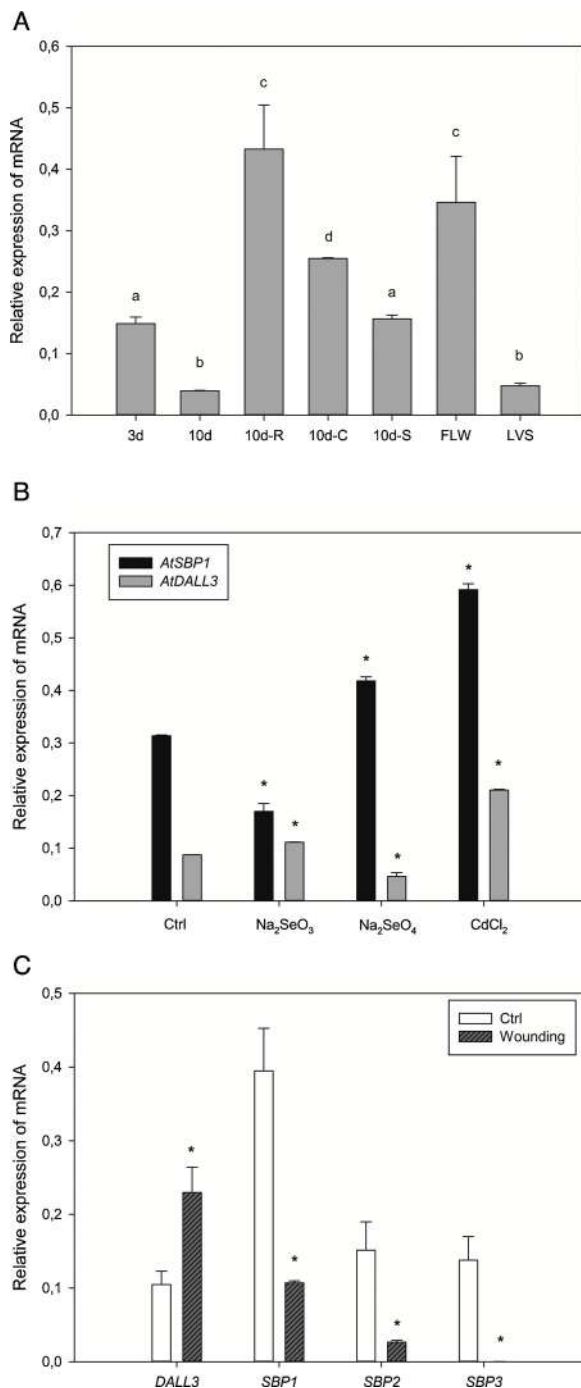 A
Relative expression of mRNA
0,6
0,5
0,4
0,3
0,2
0,1
0,0
a
b
c
d
a
c
b
3d 10d 10d-R 10d-C 10d-S FLW LVS
B
Relative expression of mRNA
0,7
0,6
0,5
0,4
0,3
0,2
0,1
0,0
AtSBP1
AtDALL3
* * * * * *
Ctrl Na₂SeO₃ Na₂SeO₄ CdCl₂
C
Relative expression of mRNA
0,5
0,4
0,3
0,2
0,1
0,0
Ctrl
Wounding
* * * *
DALL3 SBP1 SBP2 SBP3